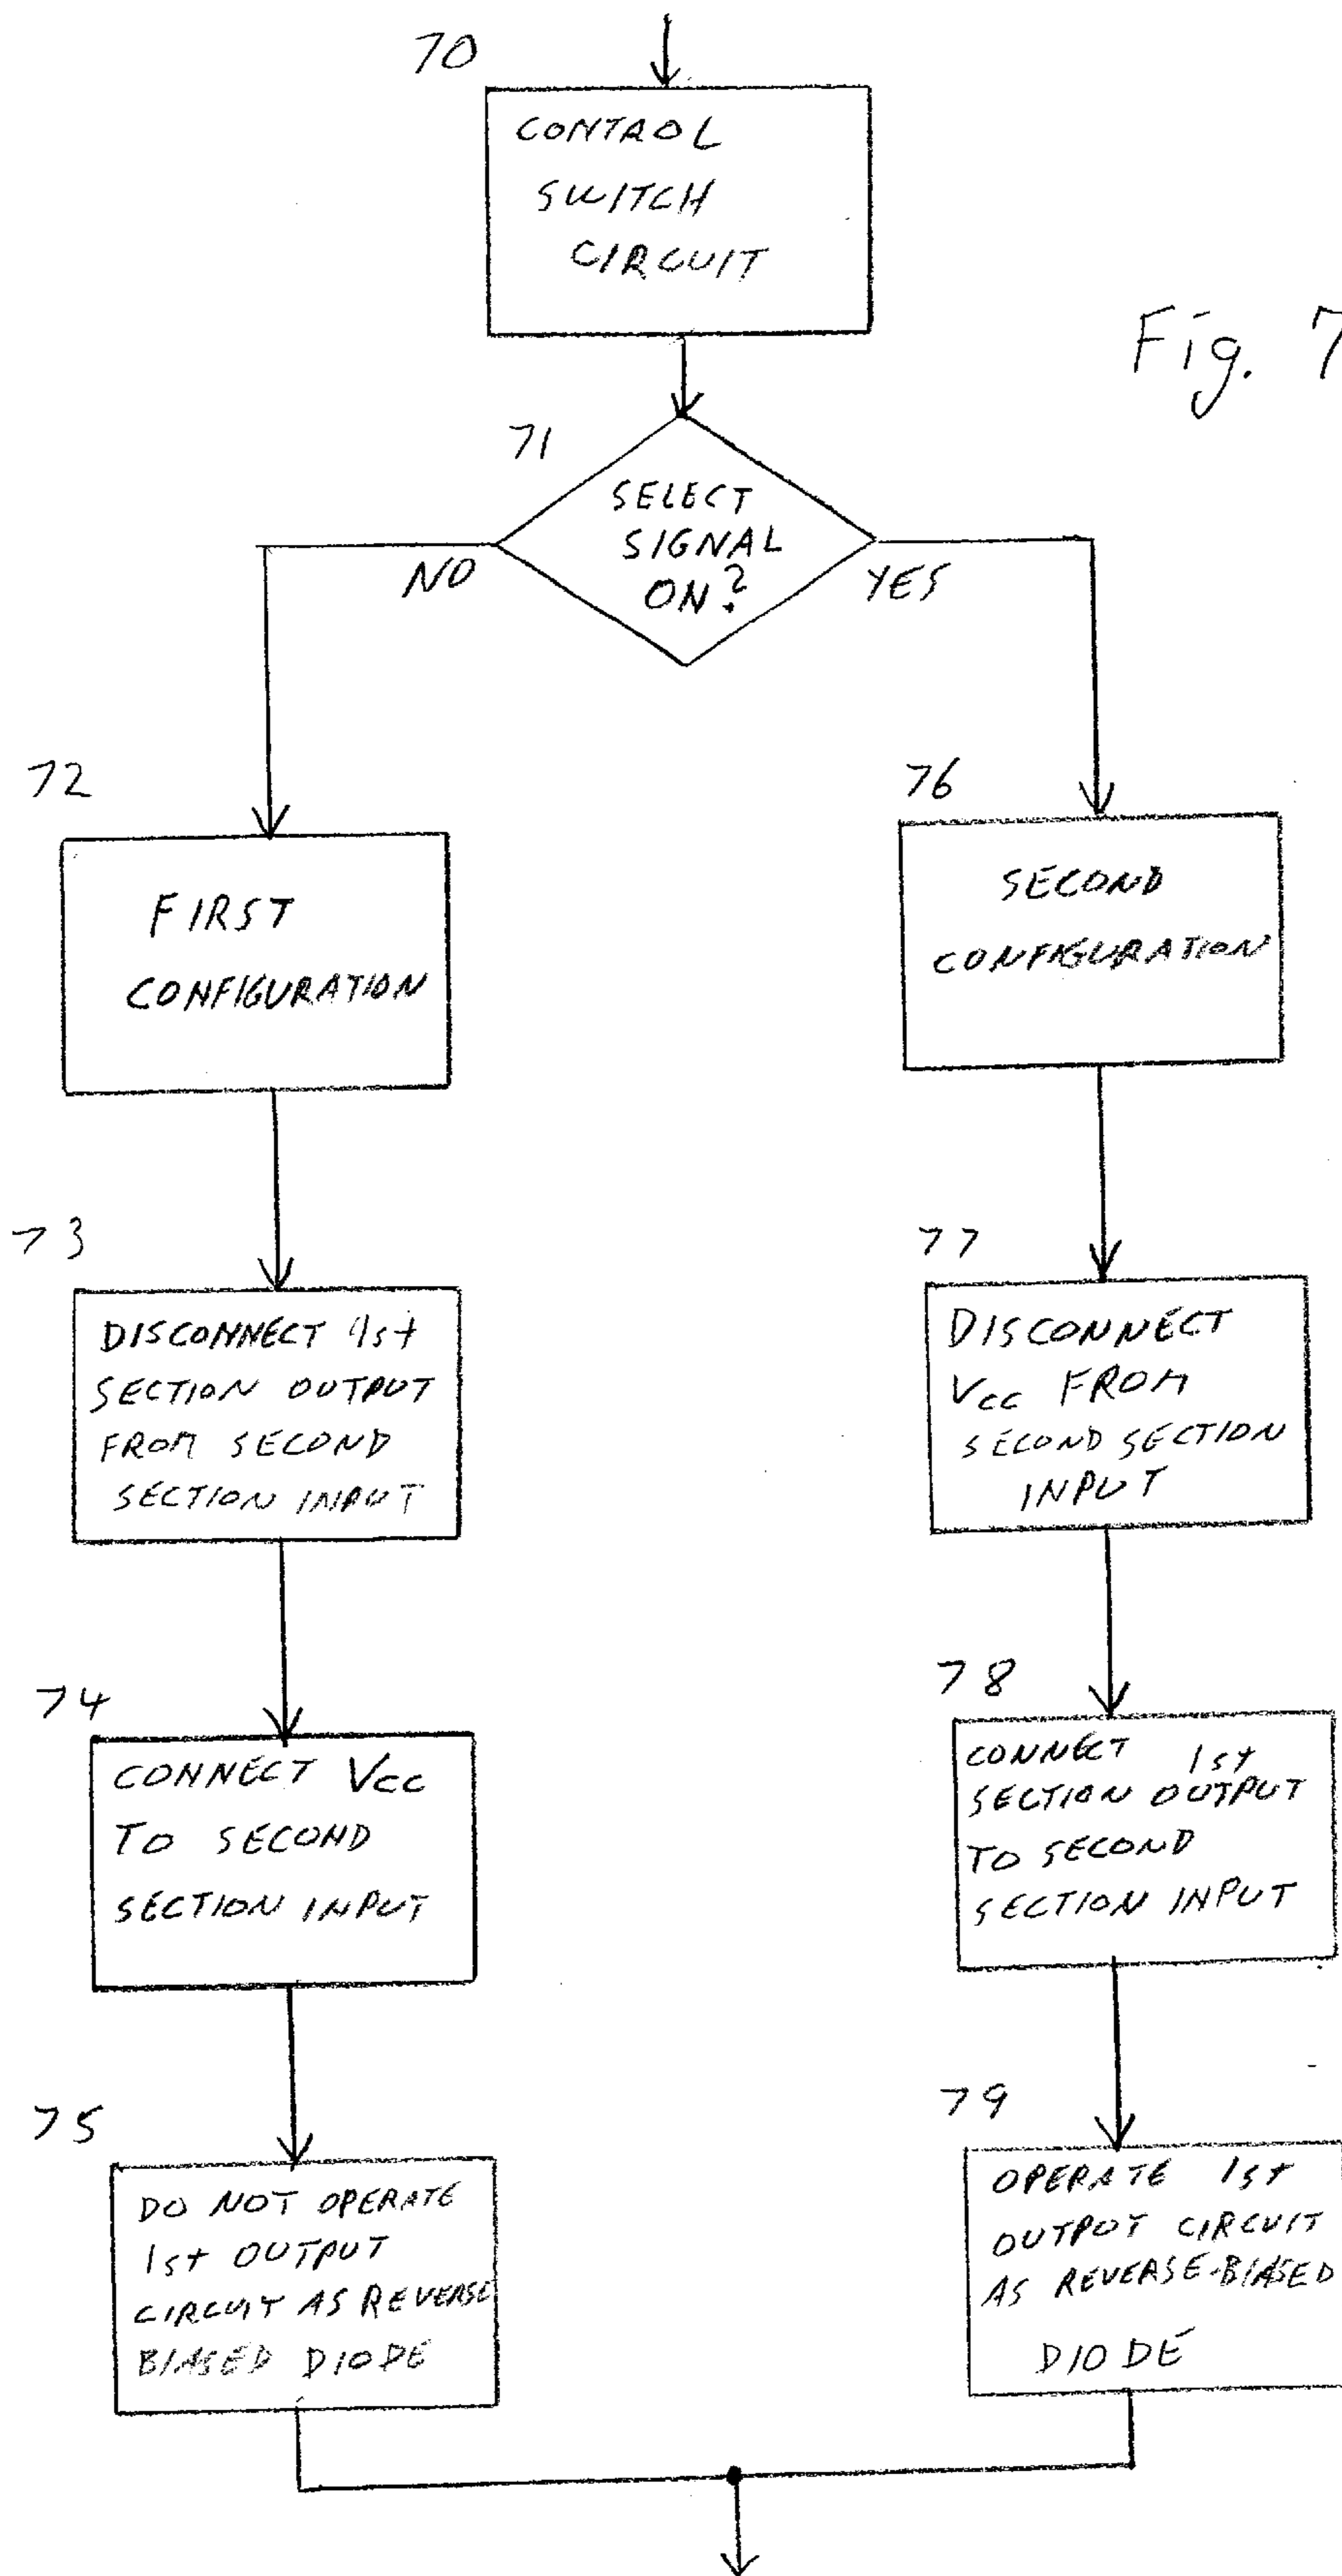 70
CONTROL
SWITCH
CIRCUIT
Fig. 7
71
SELECT
SIGNAL
ON?
NO
YES
72
FIRST
CONFIGURATION
76
SECOND
CONFIGURATION
73
DISCONNECT 1st
SECTION OUTPUT
FROM SECOND
SECTION INPUT
77
DISCONNECT
Vcc FROM
SECOND SECTION
INPUT
74
CONNECT Vcc
TO SECOND
SECTION INPUT
78
CONNECT 1st
SECTION OUTPUT
TO SECOND
SECTION INPUT
75
DO NOT OPERATE
1st OUTPUT
CIRCUIT AS REVERSE
BIASED DIODE
79
OPERATE 1st
OUTPUT CIRCUIT
AS REVERSE-BIASED
DIODE